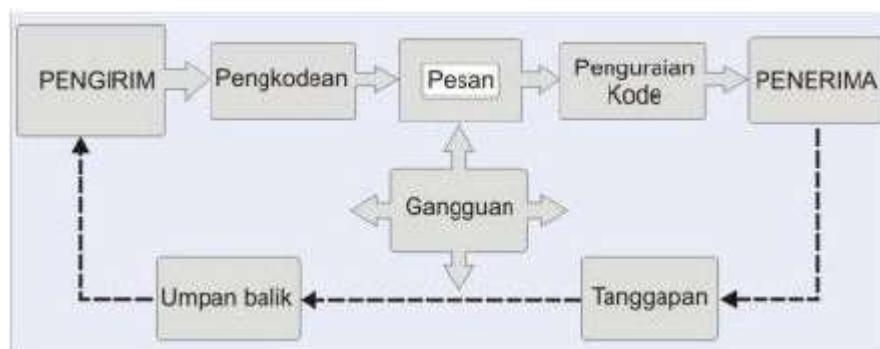 PENGIRIM
Pengkodean
Pesan
Penguraian
Kode
PENERIMA
Gangguan
Umpan balik
Tanggapan